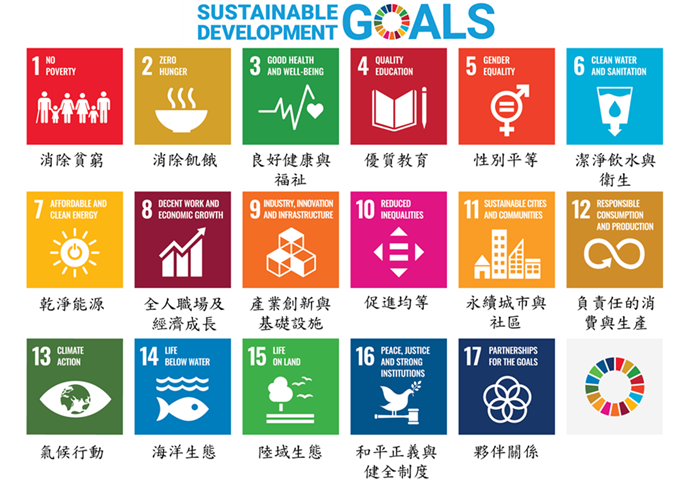 SUSTAINABLE
DEVELOPMENT
GOALS
1 NO
POVERTY
消除貧窮
2 ZERO
HUNGER
消除飢餓
3 GOOD HEALTH
AND WELL-BEING
良好健康與
福祉
4 QUALITY
EDUCATION
優質教育
5 GENDER
EQUALITY
性別平等
6 CLEAN WATER
AND SANITATION
潔淨飲水與
衛生
7 AFFORDABLE AND
CLEAN ENERGY
乾淨能源
8 DECENT WORK AND
ECONOMIC GROWTH
全人職場及
經濟成長
9 INDUSTRY, INNOVATION
AND INFRASTRUCTURE
產業創新與
基礎設施
10 REDUCED
INEQUALITIES
促進均等
11 SUSTAINABLE CITIES
AND COMMUNITIES
永續城市與
社區
12 RESPONSIBLE
CONSUMPTION
AND PRODUCTION
負責任的消
費與生產
13 CLIMATE
ACTION
氣候行動
14 LIFE
BELOW WATER
海洋生態
15 LIFE
ON LAND
陸域生態
16 PEACE, JUSTICE
AND STRONG
INSTITUTIONS
和平正義與
健全制度
17 PARTNERSHIPS
FOR THE GOALS
夥伴關係